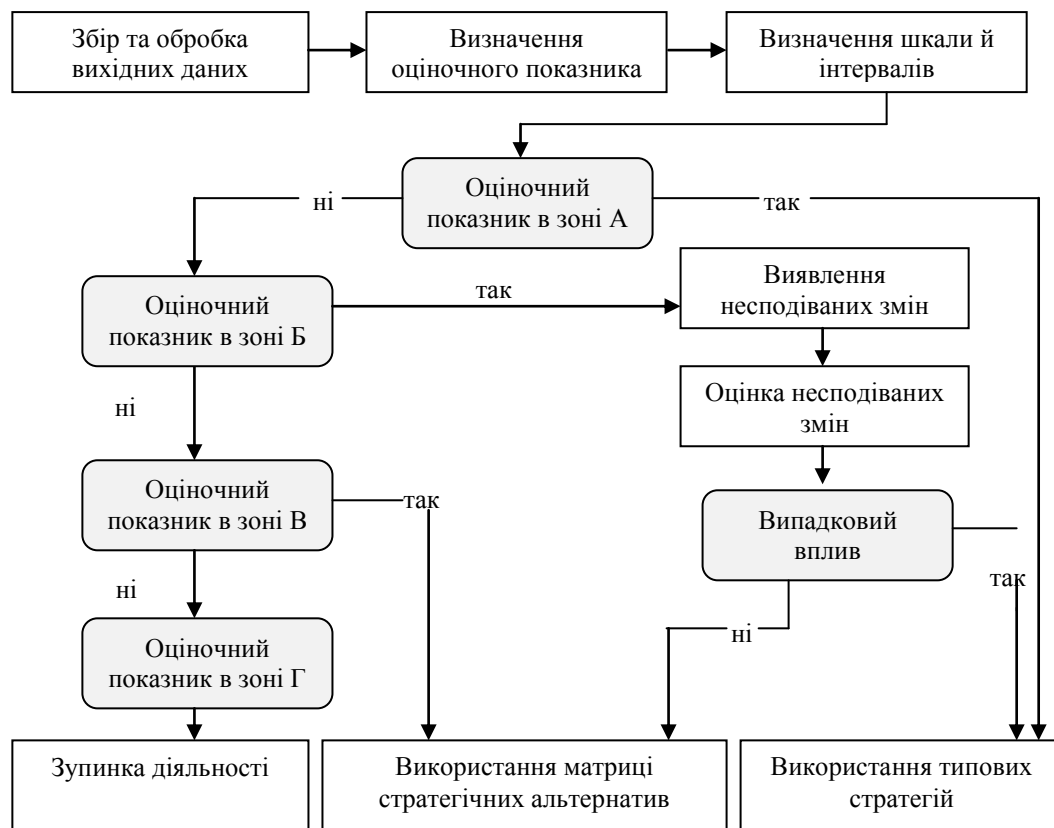 Збір та обробка
вихідних даних
Визначення
оціночного показника
Визначення шкали й
інтервалів
Оціночний
показник в зоні А
ні
так
Оціночний
показник в зоні Б
так
Виявлення
несподіваних змін
ні
Оцінка несподіваних
змін
Оціночний
показник в зоні В
так
Випадковий
вплив
ні
так
ні
Оціночний
показник в зоні Г
Зупинка діяльності
Використання матриці
стратегічних альтернатив
Використання типових
стратегій